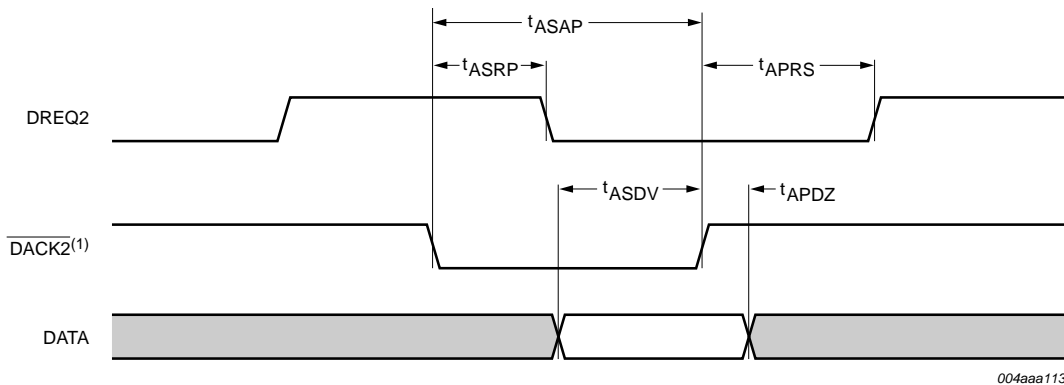 tASAP
tASRP
tAPRS
DREQ2
tASDV
tAPDZ
DACK2(1)
DATA
004aaa113